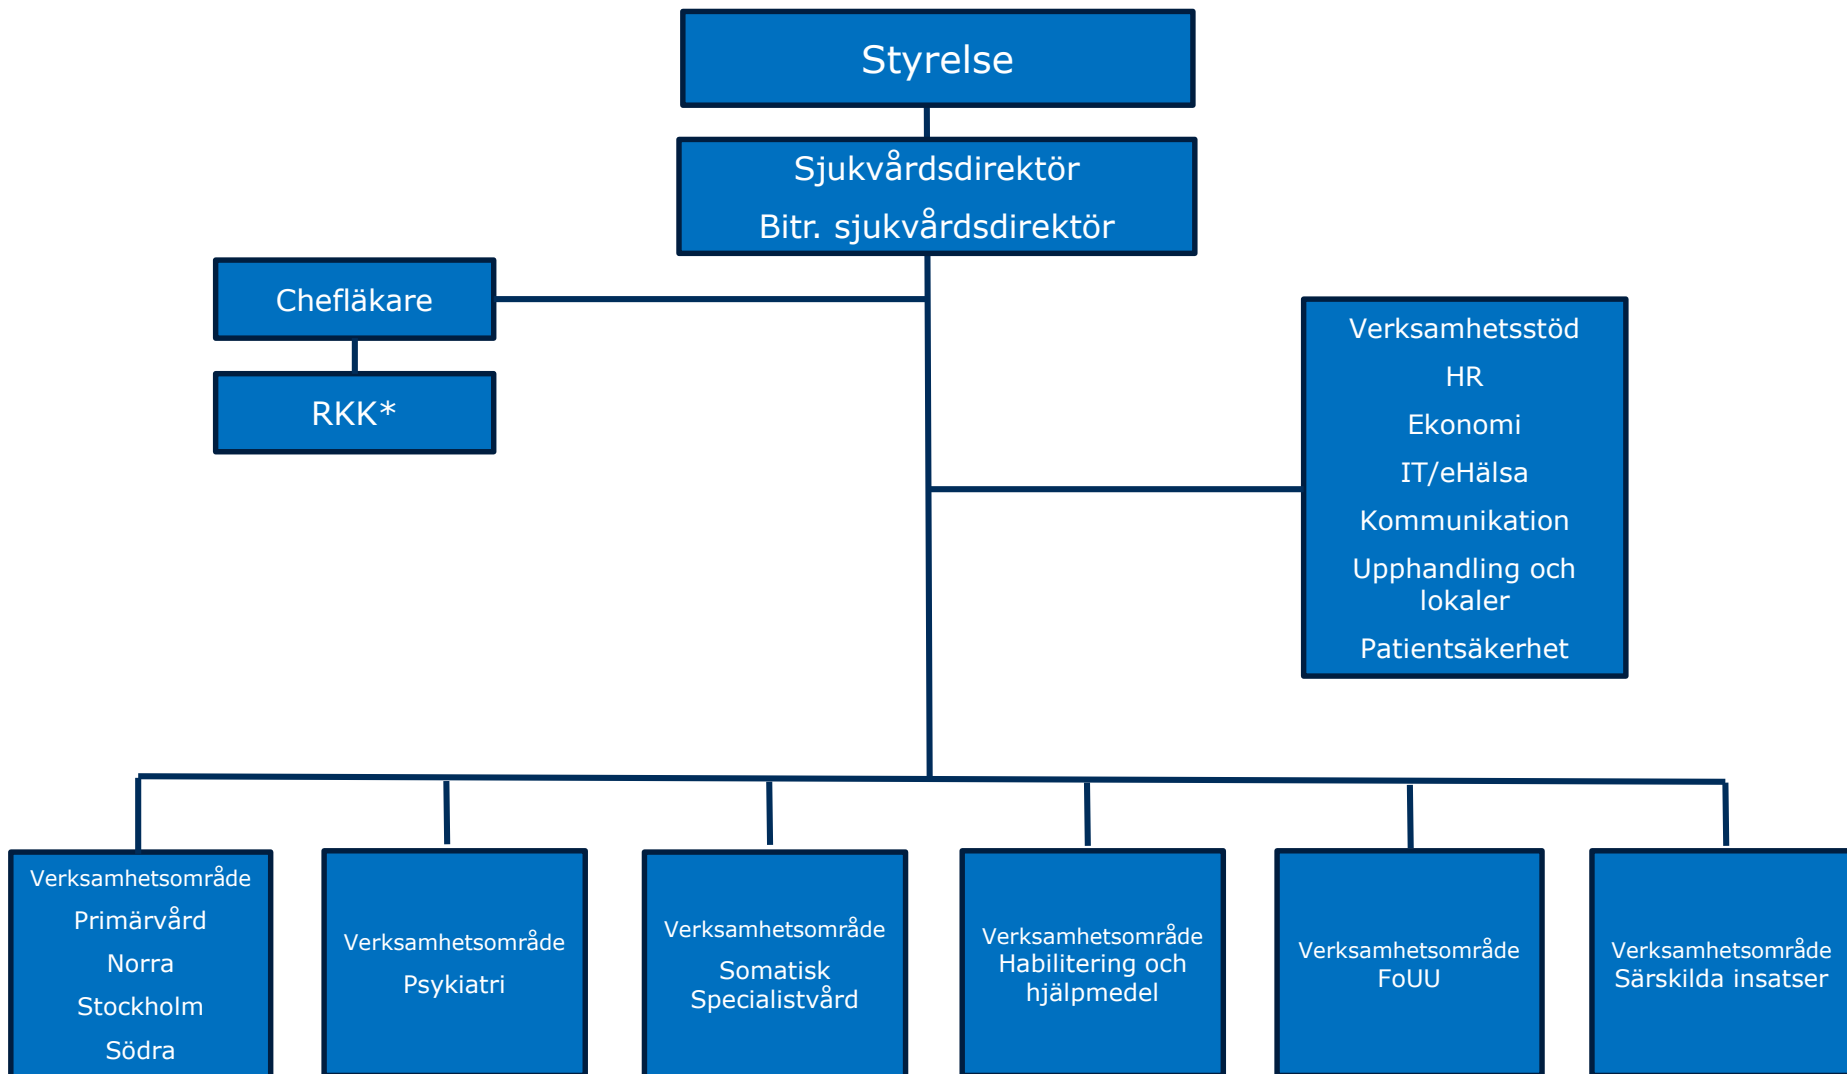 Styrelse
Sjukvårdsdirektör
Bitr. sjukvårdsdirektör
Chefläkare
RKK*
Verksamhetsstöd
HR
Ekonomi
IT/eHälsa
Kommunikation
Upphandling och
lokaler
Patientsäkerhet
Verksamhetsområde
Primärvård
Norra
Stockholm
Södra
Verksamhetsområde
Psykiatri
Verksamhetsområde
Somatisk
Specialistvård
Verksamhetsområde
Habilitering och
hjälpmedel
Verksamhetsområde
FoUU
Verksamhetsområde
Särskilda insatser